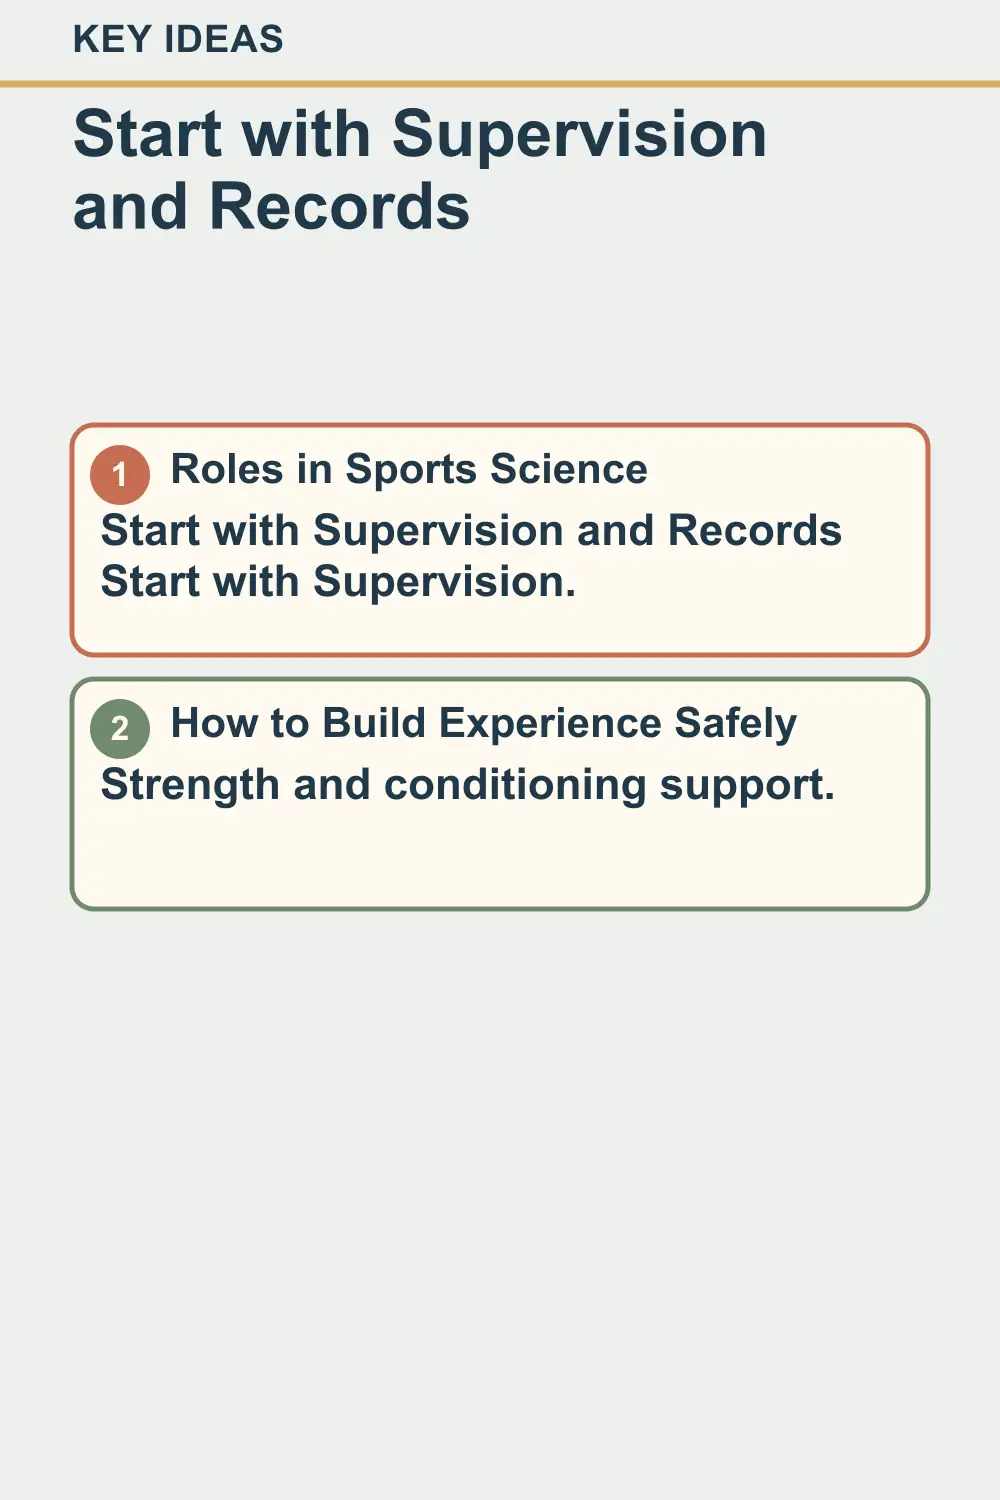 KEY IDEAS
Start with Supervision
and Records
1 Roles in Sports Science
Start with Supervision and Records
Start with Supervision.
2 How to Build Experience Safely
Strength and conditioning support.